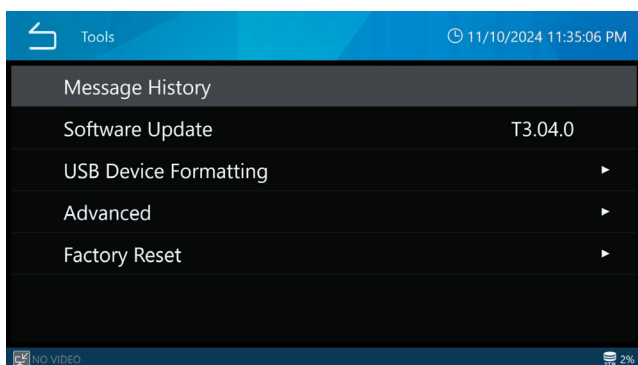 Tools 11/10/2024 11:35:06 PM
Message History
Software Update T3.04.0
USB Device Formatting
Advanced
Factory Reset
NO VIDEO 2%